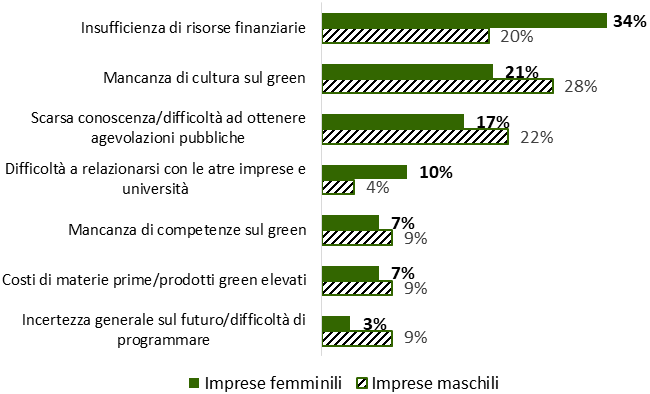 Insufficienza di risorse finanziarie
34%
20%
Mancanza di cultura sul green
21%
28%
Scarsa conoscenza/difficoltà ad ottenere
agevolazioni pubbliche
17%
22%
Difficoltà a relazionarsi con le atre imprese e
università
10%
4%
Mancanza di competenze sul green
7%
9%
Costi di materie prime/prodotti green elevati
7%
9%
Incertezza generale sul futuro/difficoltà di
programmare
3%
9%
Imprese femminili
Imprese maschili